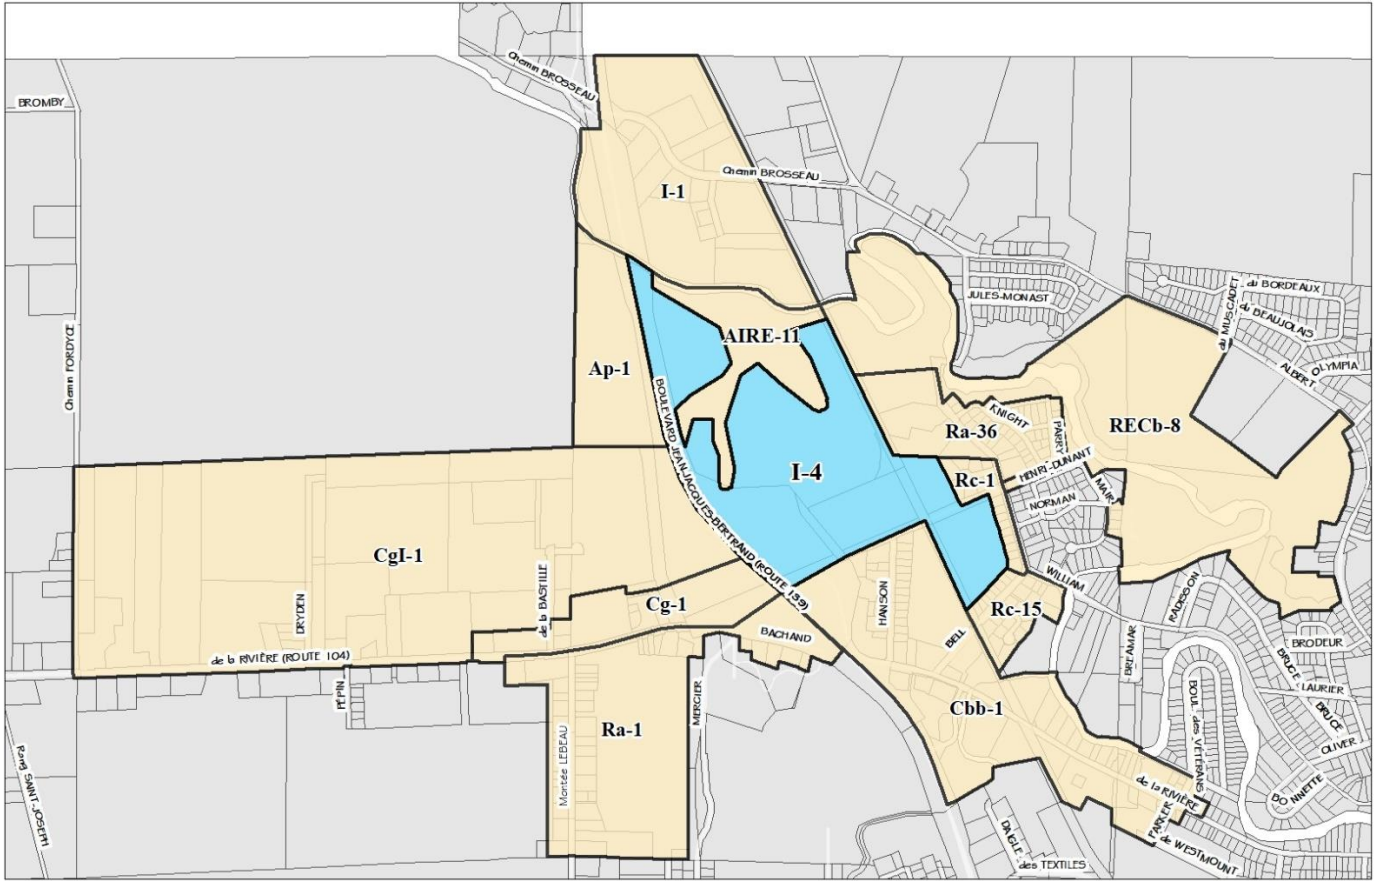 Chemin BROSSEAU
BROMBY
Chemin BROSSEAU
I-1
du MUSCADET
du BORDEAUX
JULES-MONAST
du BEAUJOLAIS
AIRE-11
Chemin FORDYCE
Ap-1
OLYMPIA
ALBERT
BOULEVARD JEAN-JACQUES-BERTRAND (ROUTE 139)
KNIGHT
PARRY
RECb-8
Ra-36
HENRI-DUNANT
I-4
Rc-1
MAIR
NORMAN
CgI-1
de la BASTILLE
WILLIAM
RADISSON
HANSON
DRYDEN
Cg-1
Rc-15
BACHAND
BELL
BREAMAR
BRODEUR
BRUCE
de la RIVIÈRE (ROUTE 104)
PÉPIN
MERCIER
LAURIER
BOUL. des VÉTÉRANS
Cbb-1
BRUCE
Ra-1
OLIVER
Montée LEBEAU
Rang SAINT-JOSEPH
de la RIVIÈRE
BONNETTE
PARKER
DAIGLE
de WESTMOUNT
des TEXTILES